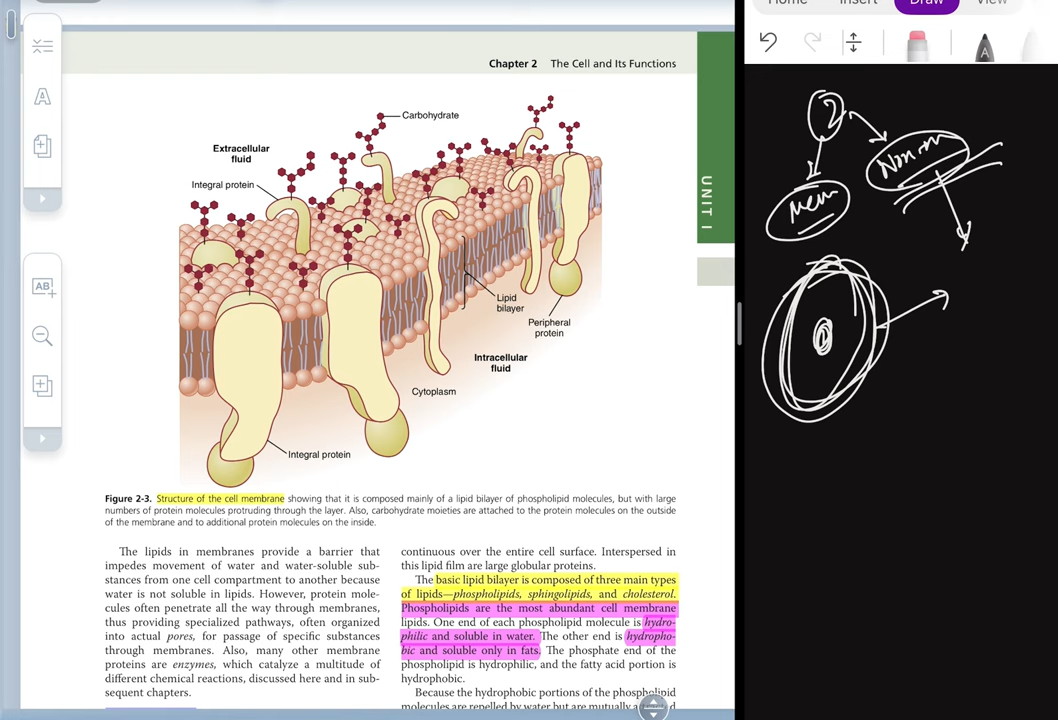 Home Insert Draw View
A
A
AB
Chapter 2 The Cell and Its Functions
UNIT I
Carbohydrate
Extracellular
fluid
Integral protein
Lipid
bilayer
Peripheral
protein
Intracellular
fluid
Cytoplasm
Integral protein
Figure 2-3. Structure of the cell membrane showing that it is composed mainly of a lipid bilayer of phospholipid molecules, but with large
numbers of protein molecules protruding through the layer. Also, carbohydrate moieties are attached to the protein molecules on the outside
of the membrane and to additional protein molecules on the inside.
The lipids in membranes provide a barrier that
impedes movement of water and water-soluble sub-
stances from one cell compartment to another because
water is not soluble in lipids. However, protein mole-
cules often penetrate all the way through membranes,
thus providing specialized pathways, often organized
into actual pores, for passage of specific substances
through membranes. Also, many other membrane
proteins are enzymes, which catalyze a multitude of
different chemical reactions, discussed here and in sub-
sequent chapters.
continuous over the entire cell surface. Interspersed in
this lipid film are large globular proteins.
The basic lipid bilayer is composed of three main types
of lipids—phospholipids, sphingolipids, and cholesterol.
Phospholipids are the most abundant cell membrane
lipids. One end of each phospholipid molecule is hydro-
philic and soluble in water. The other end is hydropho-
bic and soluble only in fats. The phosphate end of the
phospholipid is hydrophilic, and the fatty acid portion is
hydrophobic.
Because the hydrophobic portions of the phospholipid
molecules are repelled by water but are mutually
2
Non-m
Mem